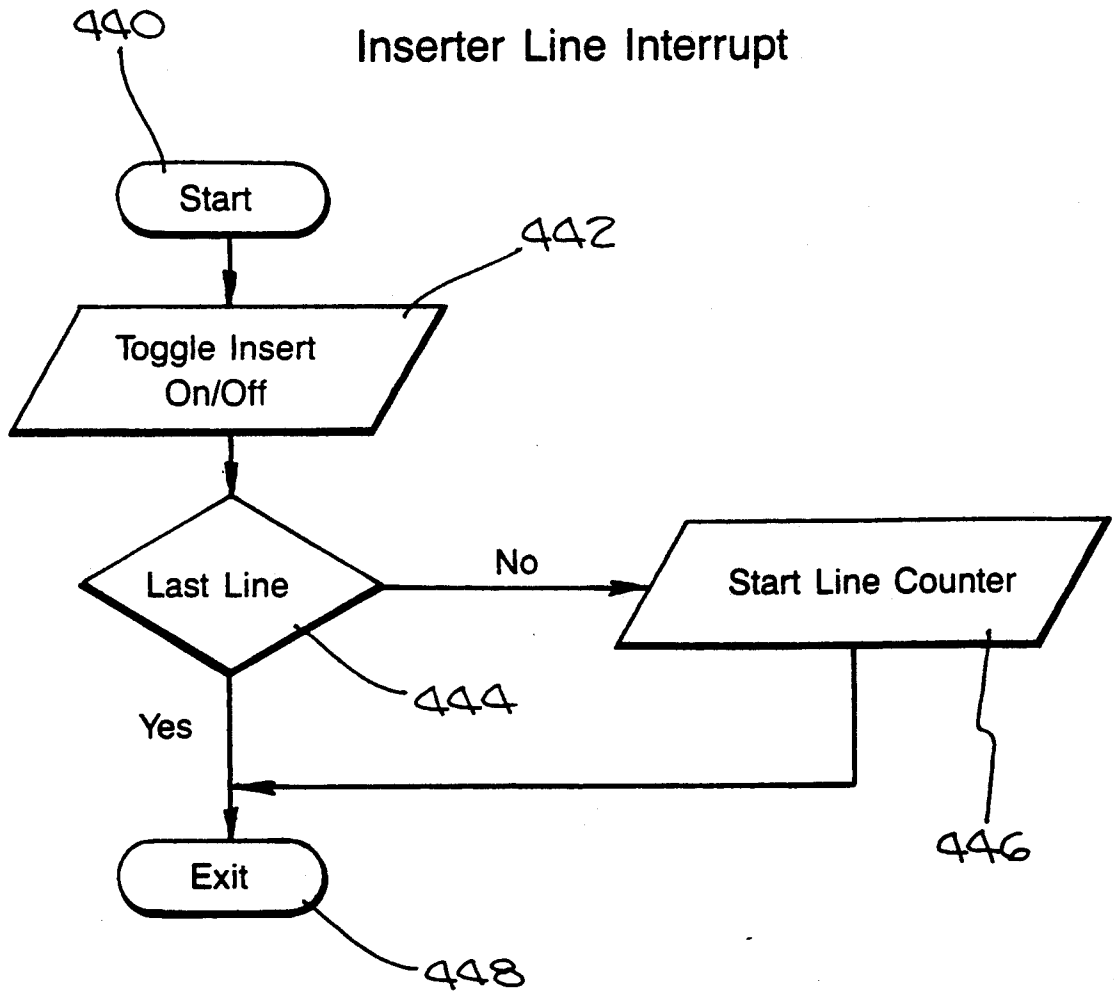 440
Inserter Line Interrupt
Start
442
Toggle Insert
On/Off
Last Line
No
Start Line Counter
444
Yes
446
Exit
448